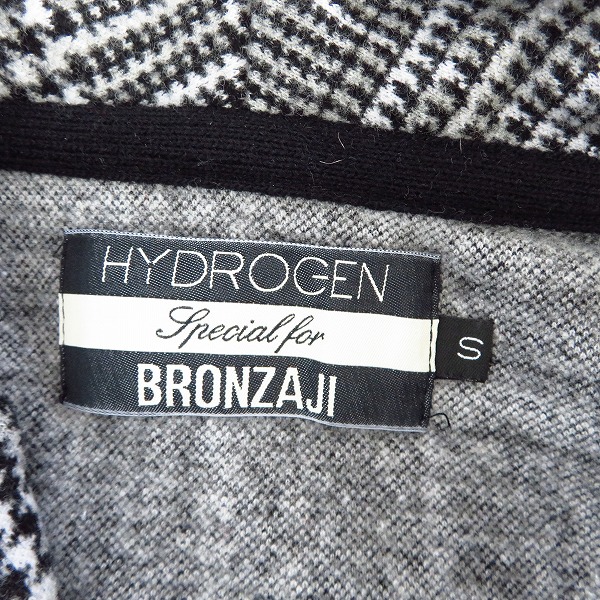 HYDROGEN
Special for
BRONZAJI
S